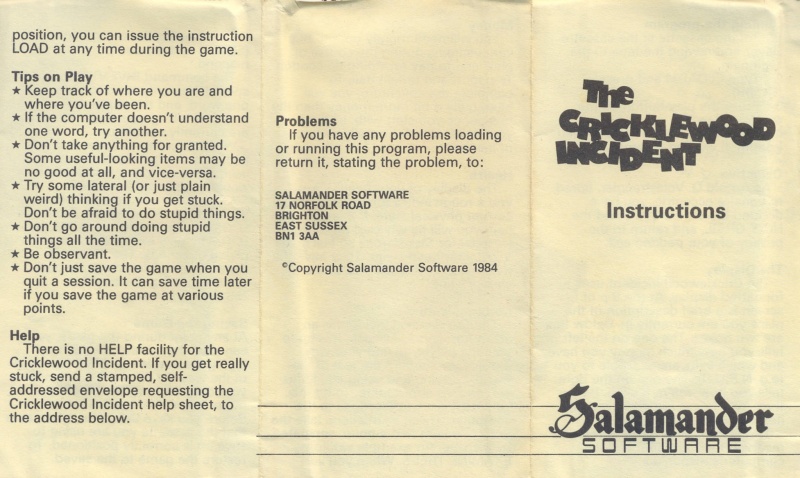 position, you can issue the instruction
LOAD at any time during the game.
Tips on Play
★ Keep track of where you are and
where you've been.
★ If the computer doesn't understand
one word, try another.
★ Don't take anything for granted.
Some useful-looking items may be
no good at all, and vice-versa.
★ Try some lateral (or just plain
weird) thinking if you get stuck.
Don't be afraid to do stupid things.
★ Don't go around doing stupid
things all the time.
★ Be observant.
★ Don't just save the game when you
quit a session. It can save time later
if you save the game at various
points.
Help
There is no HELP facility for the
Cricklewood Incident. If you get really
stuck, send a stamped, self-
addressed envelope requesting the
Cricklewood Incident help sheet, to
the address below.
Problems
If you have any problems loading
or running this program, please
return it, stating the problem, to:
SALAMANDER SOFTWARE
17 NORFOLK ROAD
BRIGHTON
EAST SUSSEX
BN1 3AA
©Copyright Salamander Software 1984
The
CRICKLEWOOD
INCIDENT
Instructions
Salamander
SOFTWARE